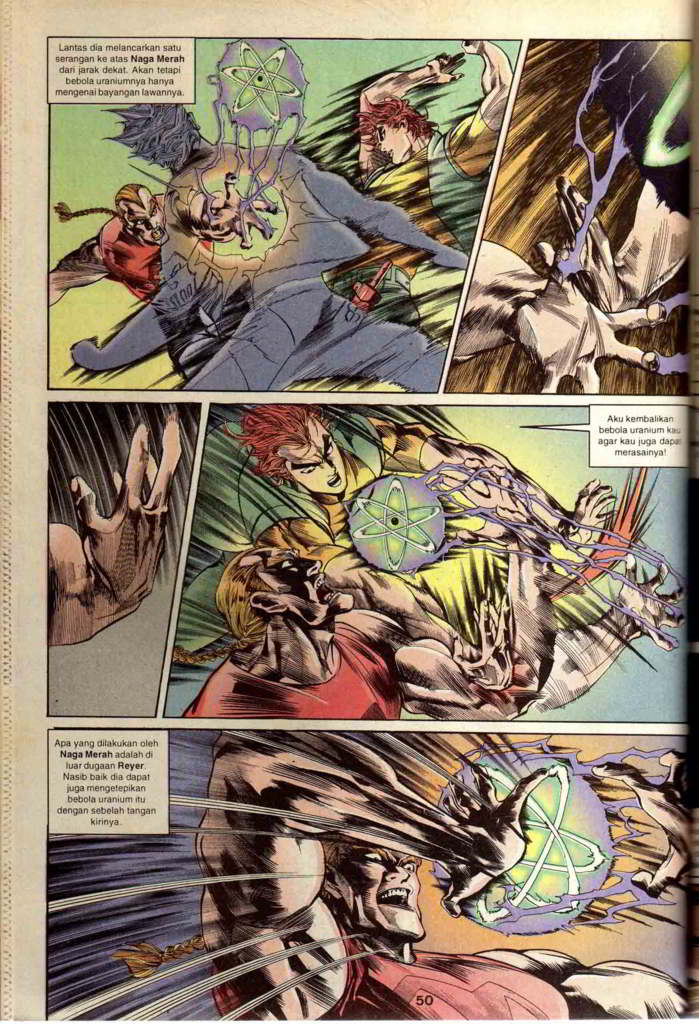 Lantas dia melancarkan satu
serangan ke atas Naga Merah
dari jarak dekat. Akan tetapi
bebola uraniumnya hanya
mengenai bayangan lawannya.
Aku kembalikan
bebola uranium kau
agar kau juga dapat
merasainya!
Apa yang dilakukan oleh
Naga Merah adalah di
luar dugaan Reyer.
Nasib baik dia dapat
juga mengetepikan
bebola uranium itu
dengan sebelah tangan
kirinya.
50